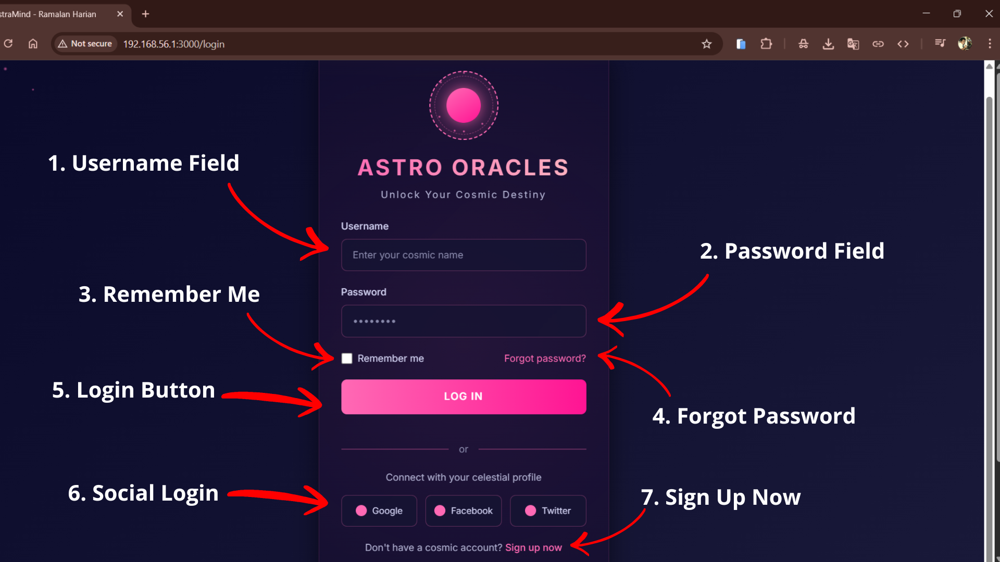 straMind - Ramalan Harian
Not secure
192.168.56.1:3000/login
ASTRO ORACLES
Unlock Your Cosmic Destiny
1. Username Field
Username
Enter your cosmic name
2. Password Field
Password
••••••••
3. Remember Me
Remember me
Forgot password?
4. Forgot Password
5. Login Button
LOG IN
or
Connect with your celestial profile
6. Social Login
Google
Facebook
Twitter
7. Sign Up Now
Don't have a cosmic account? Sign up now